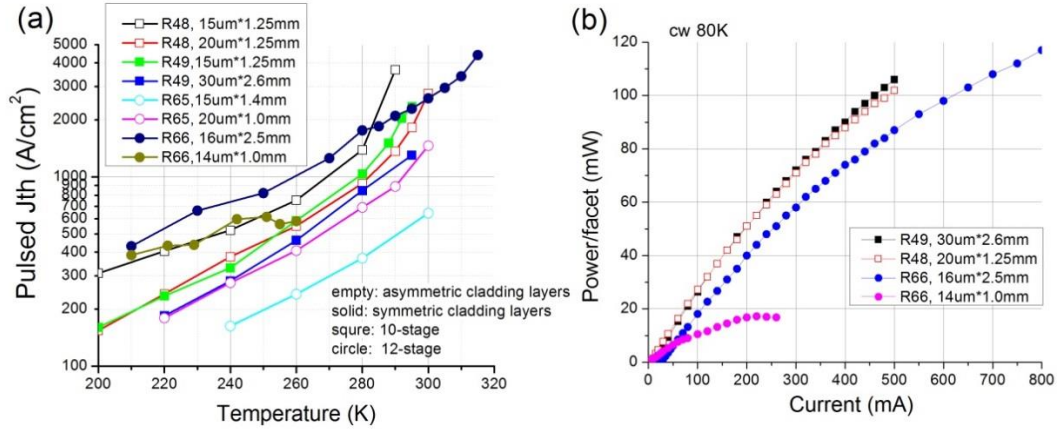 (a)
R48, 15um*1.25mm
R48, 20um*1.25mm
R49,15um*1.25mm
R49, 30um*2.6mm
R65,15um*1.4mm
R65, 20um*1.0mm
R66, 16um*2.5mm
R66,14um*1.0mm
5000
4000
3000
2000
1000
900
800
700
600
500
400
300
200
100
Pulsed Jth (A/cm²)
empty: asymmetric cladding layers
solid: symmetric cladding layers
squre: 10-stage
circle: 12-stage
200 220 240 260 280 300 320
Temperature (K)
(b)
cw 80K
120
100
80
60
40
20
0
Power/facet (mW)
R49, 30um*2.6mm
R48, 20um*1.25mm
R66, 16um*2.5mm
R66, 14um*1.0mm
0 100 200 300 400 500 600 700 800
Current (mA)